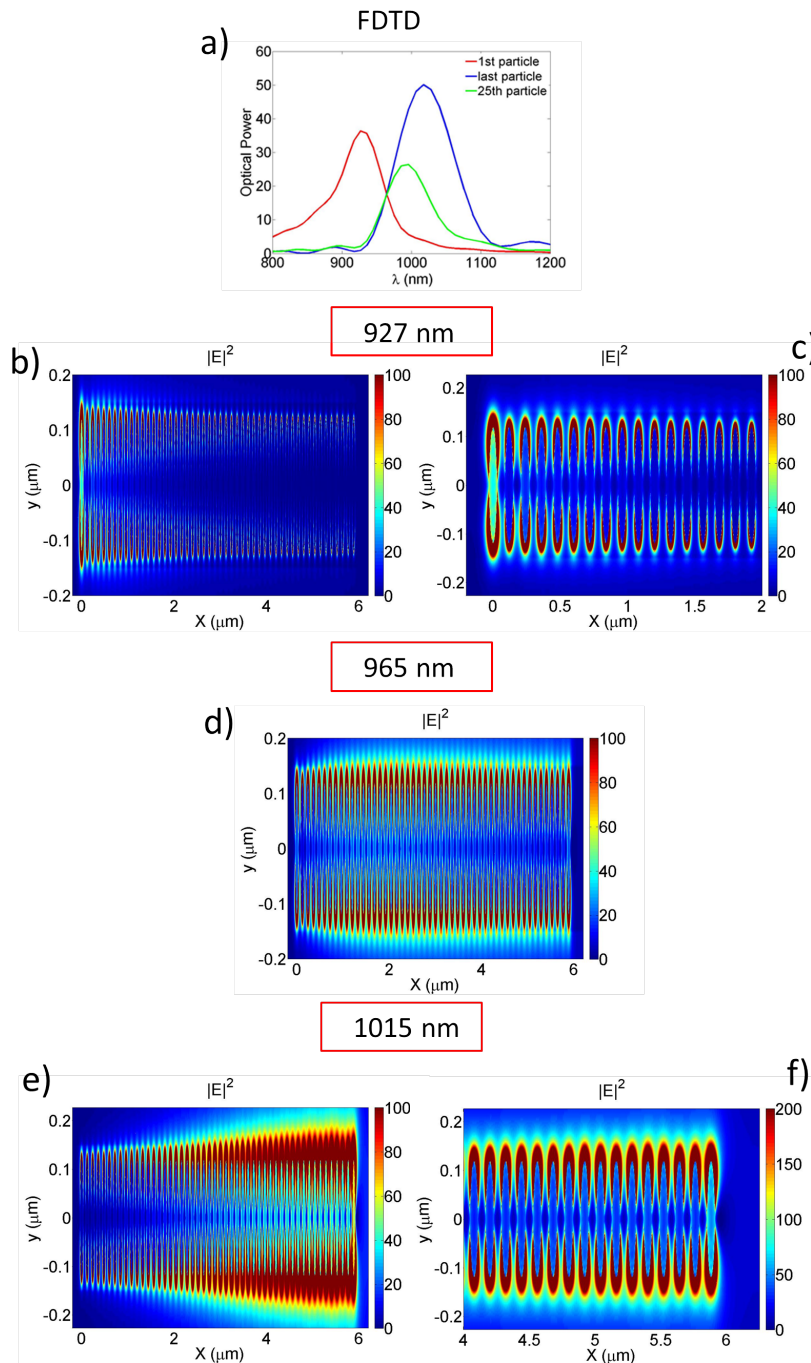 FDTD
a)
60
50
40
30
20
10
0
Optical Power
1st particle
last particle
25th particle
800 900 1000 1100 1200
λ (nm)
927 nm
b)
|E|²
0.2
0.1
0
-0.1
-0.2
y (μm)
0 2 4 6
X (μm)
100
80
60
40
20
0
c)
|E|²
0.2
0.1
0
-0.1
-0.2
y (μm)
0 0.5 1 1.5 2
X (μm)
100
80
60
40
20
0
965 nm
d)
|E|²
0.2
0.1
0
-0.1
-0.2
y (μm)
0 2 4 6
X (μm)
100
80
60
40
20
0
1015 nm
e)
|E|²
0.2
0.1
0
-0.1
-0.2
y (μm)
0 2 4 6
X (μm)
100
80
60
40
20
0
f)
|E|²
0.2
0.1
0
-0.1
-0.2
y (μm)
4 4.5 5 5.5 6
X (μm)
200
150
100
50
0